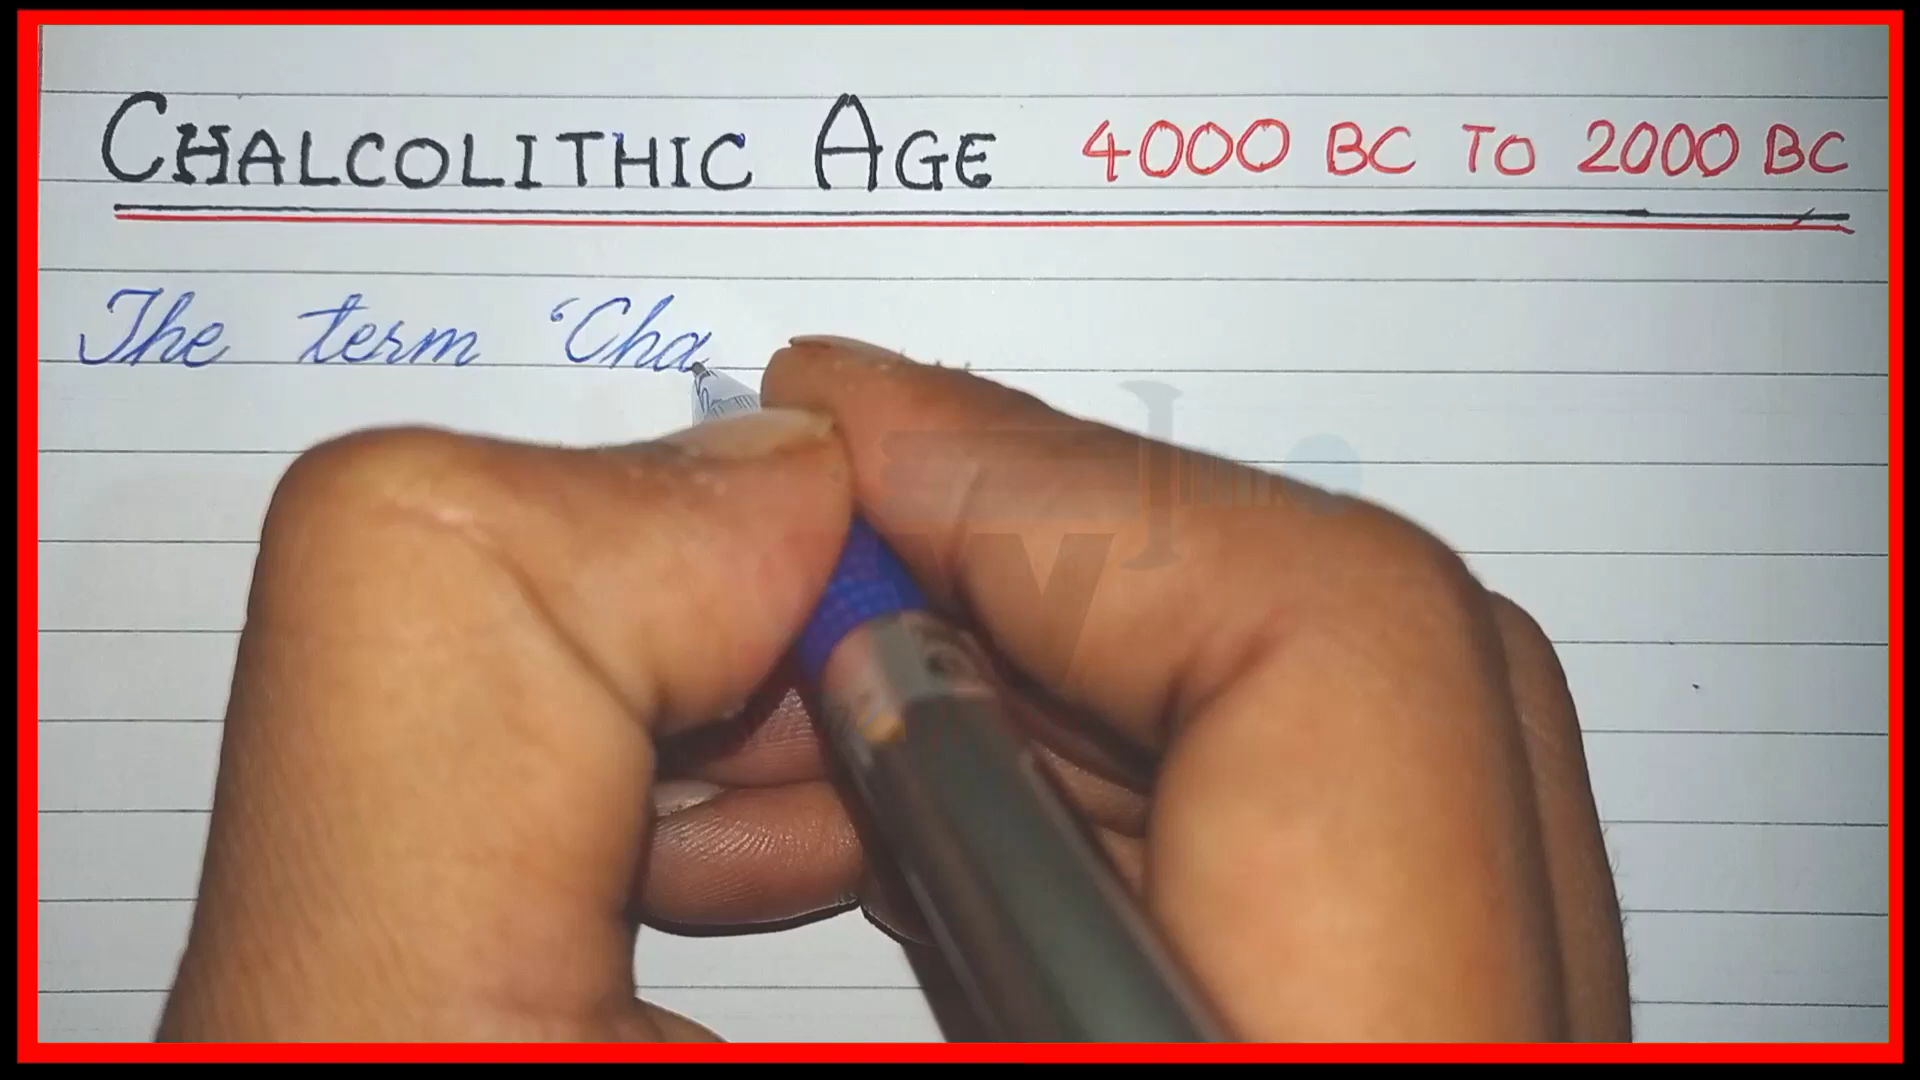 CHALCOLITHIC AGE 4000 BC TO 2000 BC
The term 'Cha